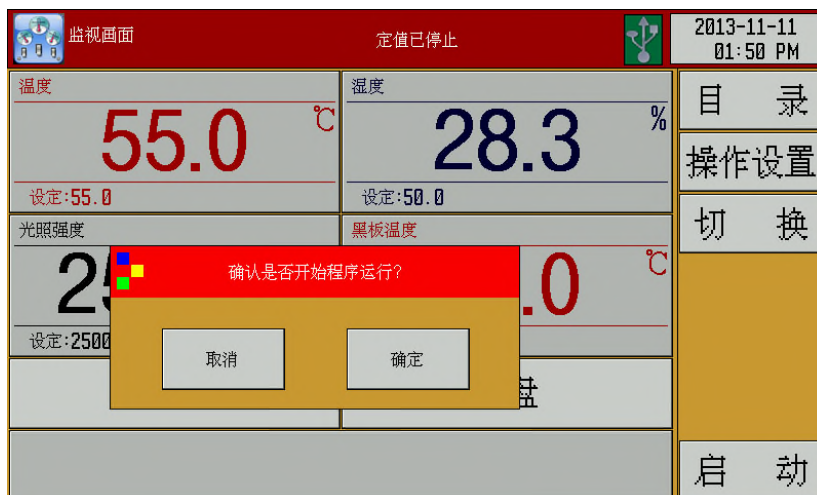 监视画面
定值已停止
2013-11-11
01:50 PM
温度
55.0
℃
设定:55.0
湿度
28.3
%
设定:50.0
目 录
操作设置
切 换
光照强度
25
设定:2500
黑板温度
.0
℃
确认是否开始程序运行?
取消
确定
盘
启 动